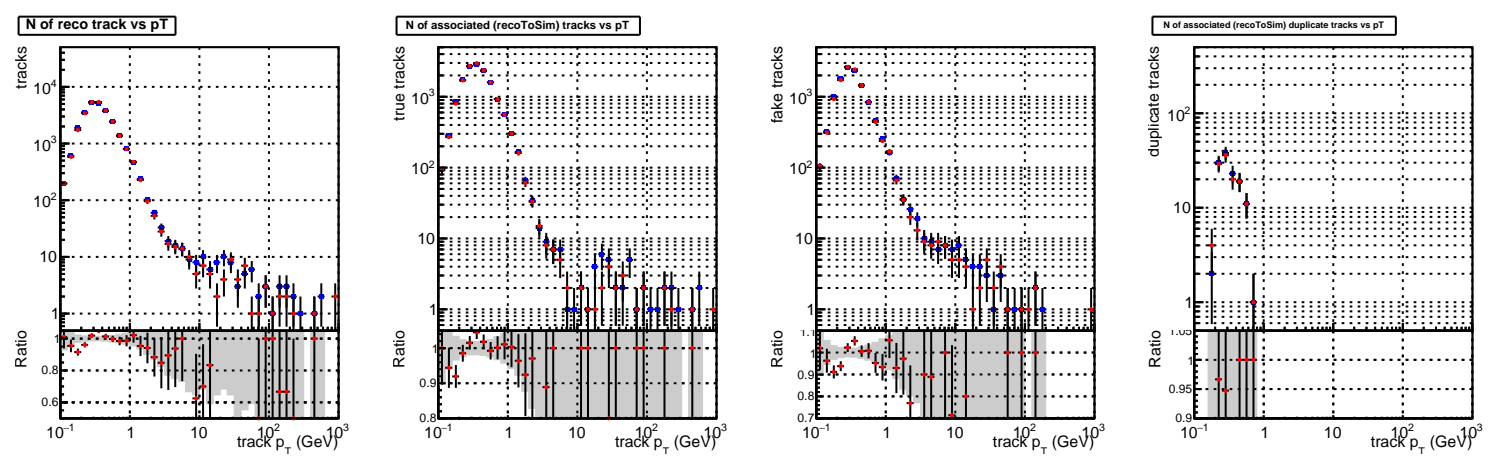 N of reco track vs pT
tracks
10^4
10^3
10^2
10
1
Ratio
1
0.8
0.6
10^-1 1 10 10^2 10^3
track p_T (GeV)
N of associated (recoToSim) tracks vs pT
true tracks
10^3
10^2
10
1
Ratio
1
0.9
0.8
10^-1 1 10 10^2 10^3
track p_T (GeV)
fake tracks
10^3
10^2
10
1
Ratio
1.1
1
0.9
0.8
0.7
10^-1 1 10 10^2 10^3
track p_T (GeV)
N of associated (recoToSim) duplicate tracks vs pT
duplicate tracks
10^2
10
1
Ratio
1.05
1
0.95
0.9
10^-1 1 10 10^2 10^3
track p_T (GeV)